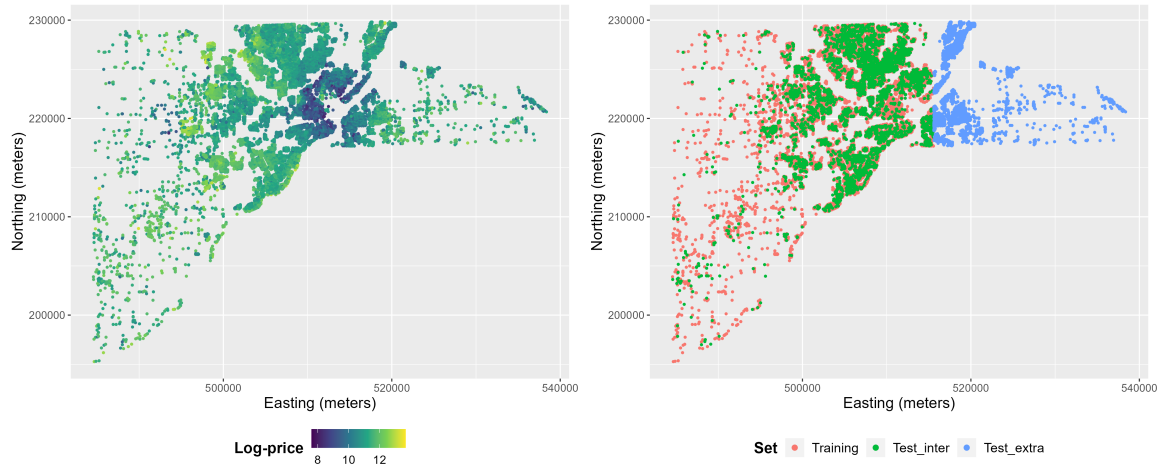 230000
220000
210000
200000
Northing (meters)
500000 520000 540000
Easting (meters)
Log-price
8 10 12
230000
220000
210000
200000
Northing (meters)
500000 520000 540000
Easting (meters)
Set Training Test_inter Test_extra